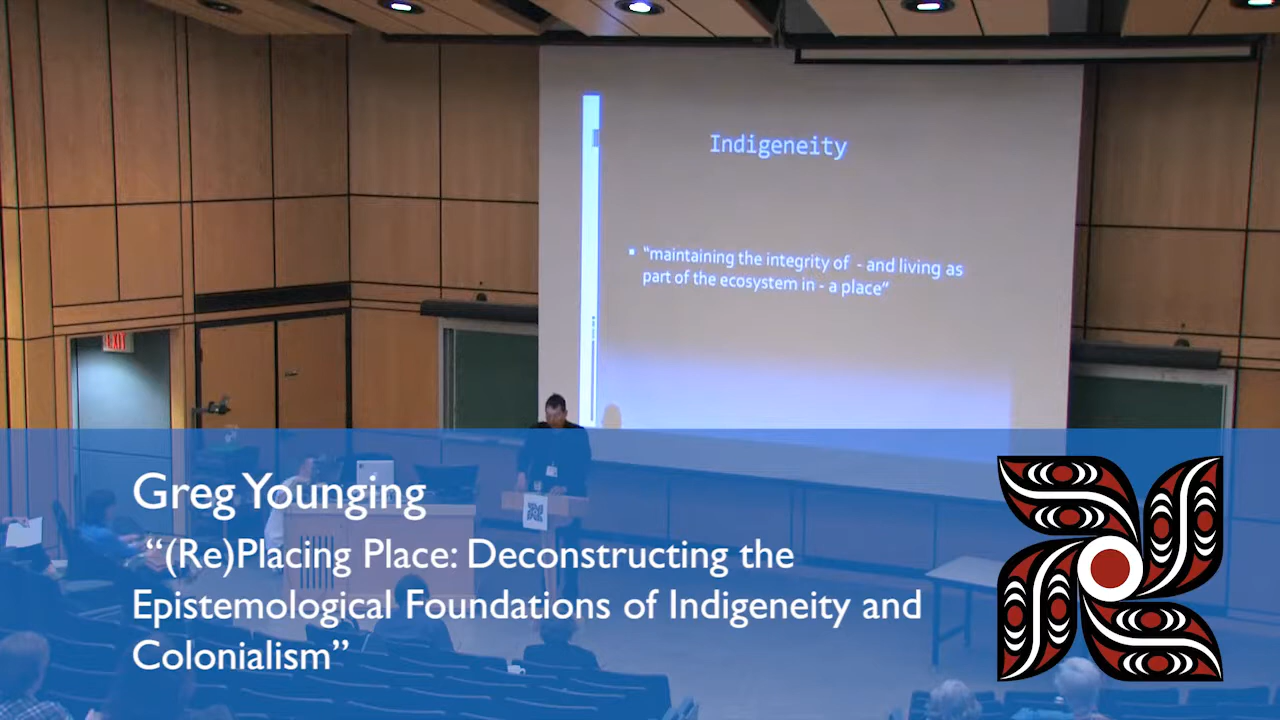 Indigeneity
▪ "maintaining the integrity of - and living as
part of the ecosystem in - a place"
EXIT
Greg Younging
“(Re)Placing Place: Deconstructing the
Epistemological Foundations of Indigeneity and
Colonialism”